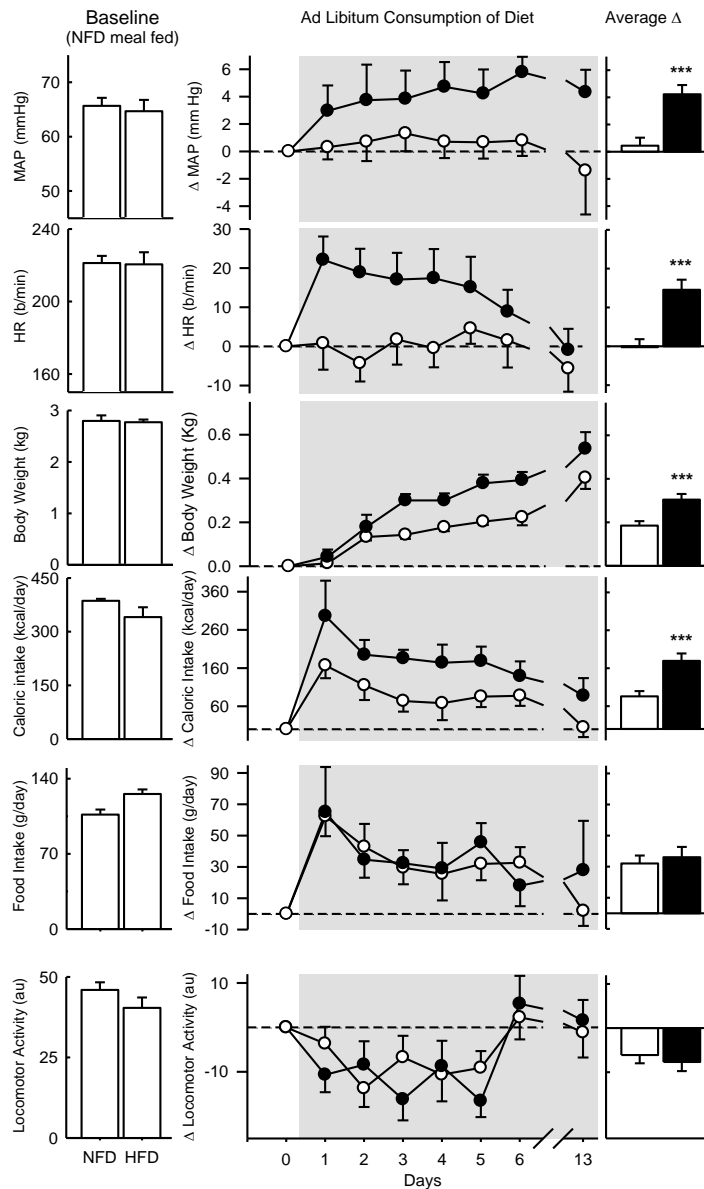 Baseline
(NFD meal fed)
Ad Libitum Consumption of Diet
Average Δ
MAP (mmHg)
70
60
50
Δ MAP (mm Hg)
6
4
2
0
-2
-4
***
HR (b/min)
240
220
160
Δ HR (b/min)
30
20
10
0
-10
***
Body Weight (kg)
3
2
1
0
Δ Body Weight (Kg)
0.6
0.4
0.2
0.0
***
Caloric intake (kcal/day)
450
300
150
0
Δ Caloric Intake (kcal/day)
360
260
160
60
***
Food Intake (g/day)
140
70
0
Δ Food Intake (g/day)
90
70
50
30
10
-10
Locomotor Activity (au)
50
25
0
Δ Locomotor Activity (au)
10
-10
NFD HFD
0 1 2 3 4 5 6 13
Days